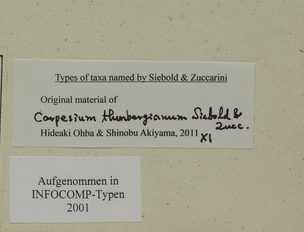 Types of taxa named by Siebold & Zuccarini
Original material of
Carpesium thunbergianum Siebold &
Zucc.
Hideaki Ohba & Shinobu Akiyama, 2011
XI
Aufgenommen in
INFOCOMP-Typen
2001